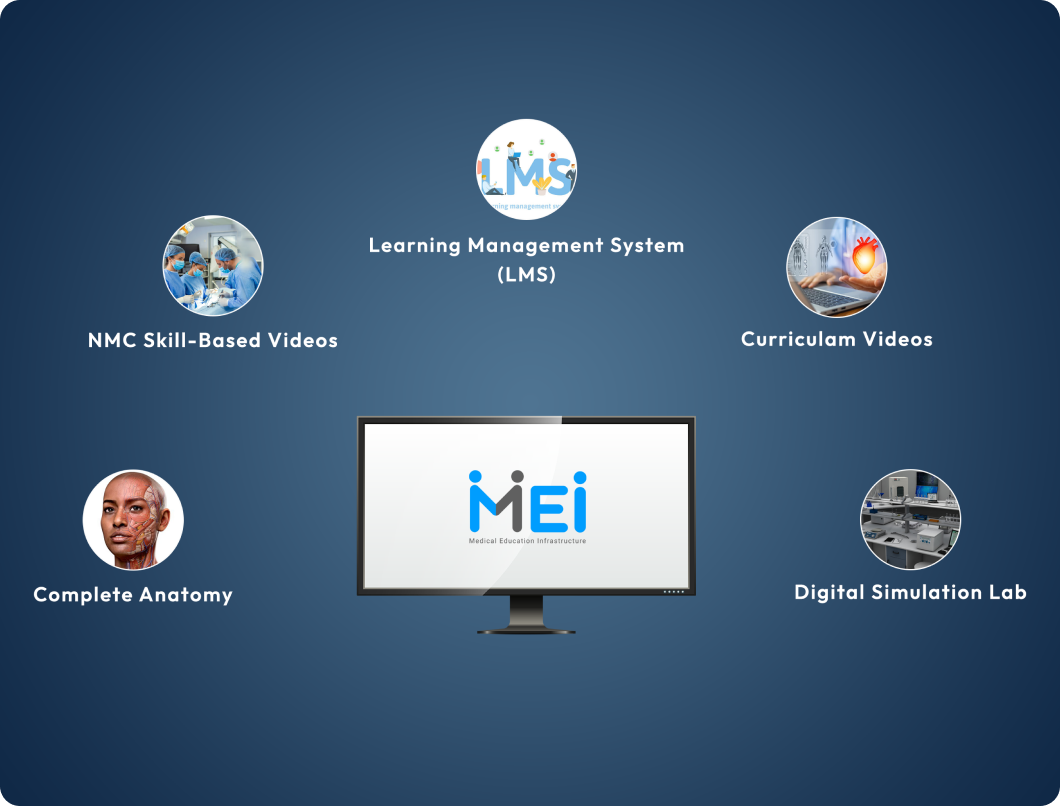 LMS
Learning Management System
(LMS)
NMC Skill-Based Videos
Curriculam Videos
MEi
Medical Education Infrastructure
Complete Anatomy
Digital Simulation Lab